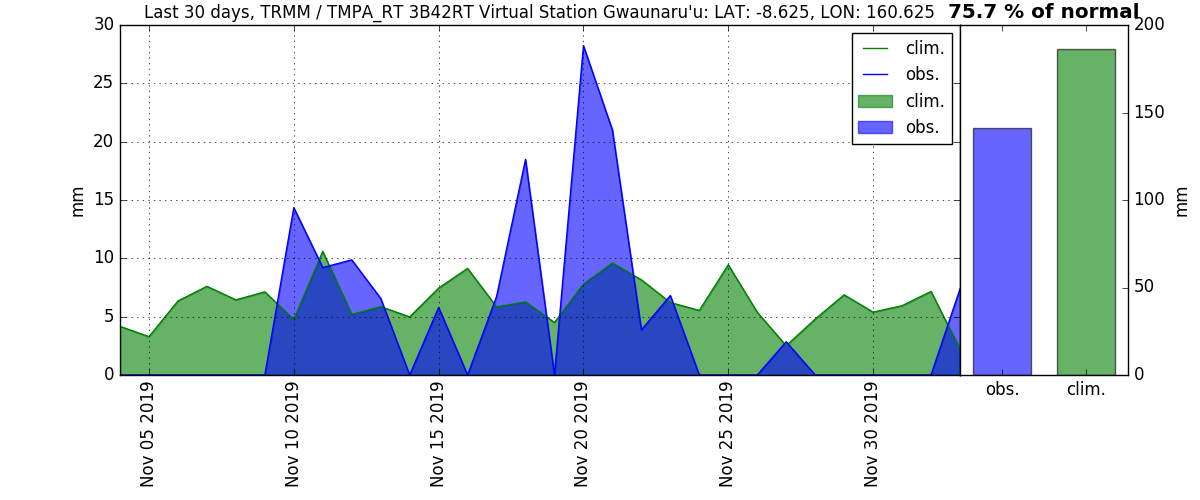 Last 30 days, TRMM / TMPA_RT 3B42RT Virtual Station Gwaunaru'u: LAT: -8.625, LON: 160.625
75.7 % of normal
30
25
20
15
10
5
0
mm
clim.
obs.
clim.
obs.
Nov 05 2019
Nov 10 2019
Nov 15 2019
Nov 20 2019
Nov 25 2019
Nov 30 2019
200
150
100
50
0
mm
obs.
clim.